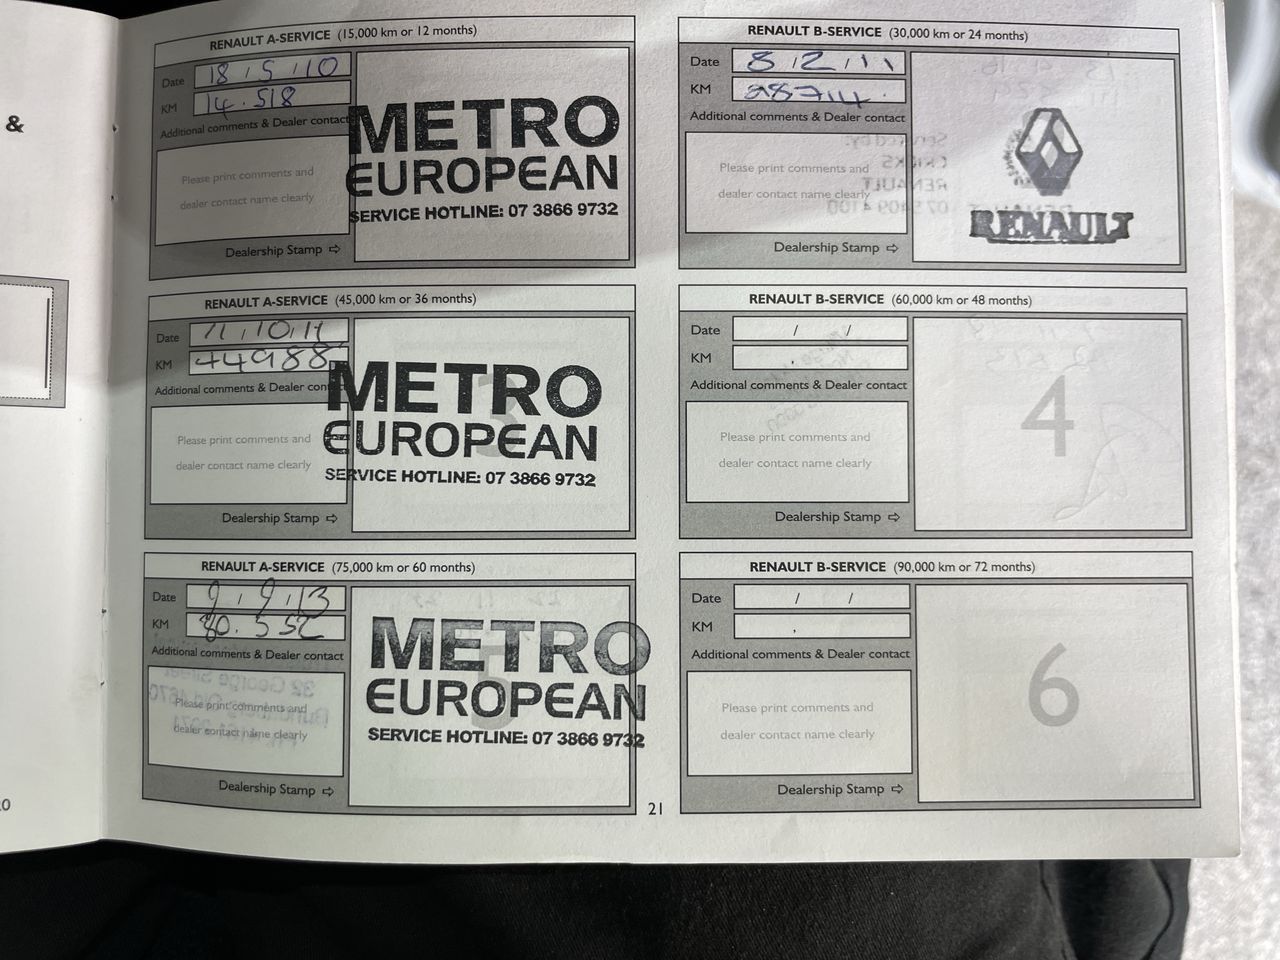 &
RENAULT A-SERVICE (15,000 km or 12 months)
Date 18 / 5 / 10
KM 14.518
Additional comments & Dealer contact
Please print comments and
dealer contact name clearly
Dealership Stamp ⇨
METRO
EUROPEAN
SERVICE HOTLINE: 07 3866 9732
RENAULT B-SERVICE (30,000 km or 24 months)
Date 8 / 2 / 11
KM 28714
Additional comments & Dealer contact
Please print comments and
dealer contact name clearly
Dealership Stamp ⇨
RENAULT
RENAULT A-SERVICE (45,000 km or 36 months)
Date 11 / 10 / 11
KM 44988
Additional comments & Dealer cont
Please print comments and
dealer contact name clearly
Dealership Stamp ⇨
3
METRO
EUROPEAN
SERVICE HOTLINE: 07 3866 9732
RENAULT B-SERVICE (60,000 km or 48 months)
Date / /
KM .
Additional comments & Dealer contact
Please print comments and
dealer contact name clearly
Dealership Stamp ⇨
4
RENAULT A-SERVICE (75,000 km or 60 months)
Date 9 / 9 / 13
KM 80.552
Additional comments & Dealer contact
Please print comments and
dealer contact name clearly
Dealership Stamp ⇨
5
METRO
EUROPEAN
SERVICE HOTLINE: 07 3866 9732
RENAULT B-SERVICE (90,000 km or 72 months)
Date / /
KM .
Additional comments & Dealer contact
Please print comments and
dealer contact name clearly
Dealership Stamp ⇨
6
21